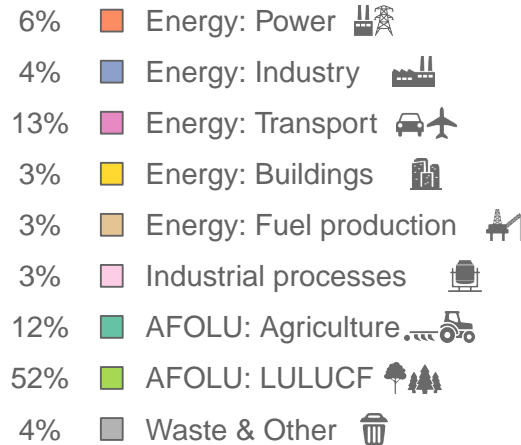 6% Energy: Power
4% Energy: Industry
13% Energy: Transport
3% Energy: Buildings
3% Energy: Fuel production
3% Industrial processes
12% AFOLU: Agriculture
52% AFOLU: LULUCF
4% Waste & Other